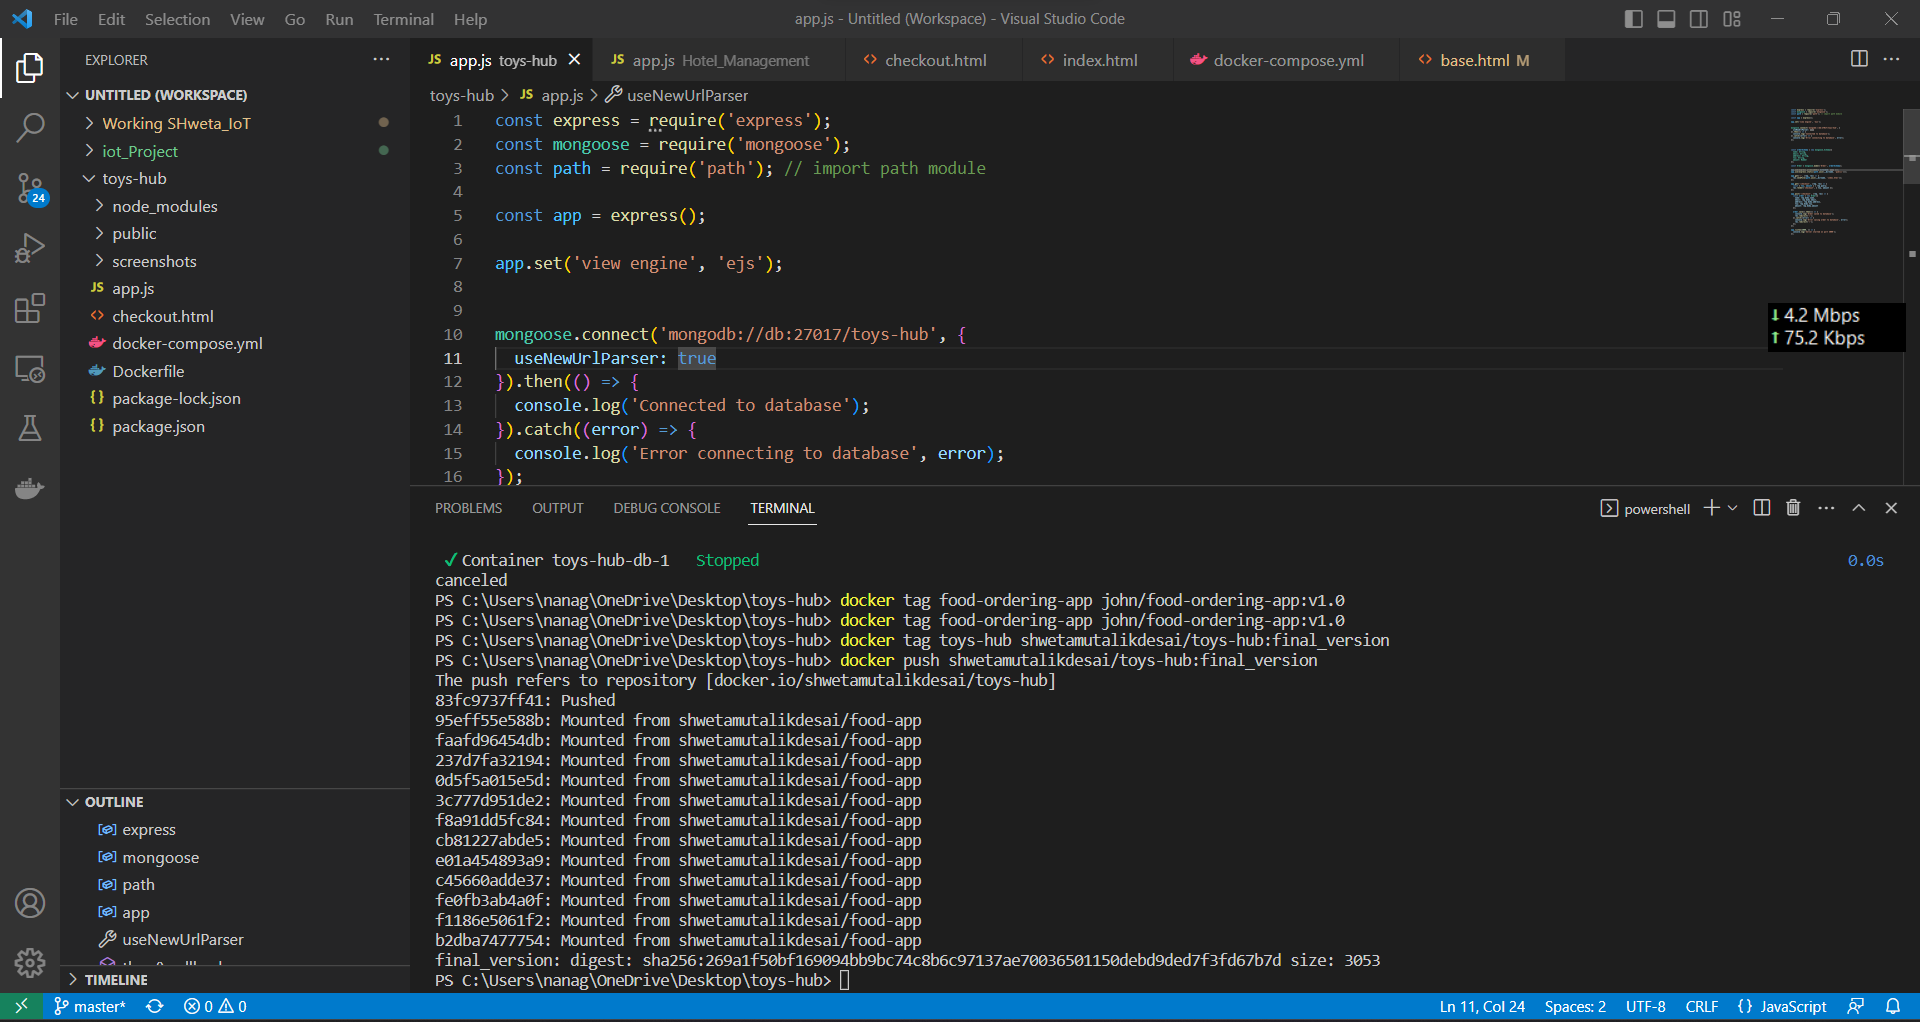 File Edit Selection View Go Run Terminal Help
app.js - Untitled (Workspace) - Visual Studio Code
EXPLORER
UNTITLED (WORKSPACE)
Working SHweta_IoT
iot_Project
toys-hub
node_modules
public
screenshots
JS app.js
checkout.html
docker-compose.yml
Dockerfile
{} package-lock.json
{} package.json
24
OUTLINE
express
mongoose
path
app
useNewUrlParser
TIMELINE
JS app.js toys-hub
JS app.js Hotel_Management
<> checkout.html
<> index.html
docker-compose.yml
<> base.html M
toys-hub > JS app.js > useNewUrlParser
1 const express = require('express');
2 const mongoose = require('mongoose');
3 const path = require('path'); // import path module
4
5 const app = express();
6
7 app.set('view engine', 'ejs');
8
9
10 mongoose.connect('mongodb://db:27017/toys-hub', {
11 useNewUrlParser: true
12 }).then(() => {
13 console.log('Connected to database');
14 }).catch((error) => {
15 console.log('Error connecting to database', error);
16 });
↓ 4.2 Mbps
↑ 75.2 Kbps
PROBLEMS OUTPUT DEBUG CONSOLE TERMINAL
powershell
✓ Container toys-hub-db-1 Stopped 0.0s
canceled
PS C:\Users\nanag\OneDrive\Desktop\toys-hub> docker tag food-ordering-app john/food-ordering-app:v1.0
PS C:\Users\nanag\OneDrive\Desktop\toys-hub> docker tag food-ordering-app john/food-ordering-app:v1.0
PS C:\Users\nanag\OneDrive\Desktop\toys-hub> docker tag toys-hub shwetamutalikdesai/toys-hub:final_version
PS C:\Users\nanag\OneDrive\Desktop\toys-hub> docker push shwetamutalikdesai/toys-hub:final_version
The push refers to repository [docker.io/shwetamutalikdesai/toys-hub]
83fc9737ff41: Pushed
95eff55e588b: Mounted from shwetamutalikdesai/food-app
faafd96454db: Mounted from shwetamutalikdesai/food-app
237d7fa32194: Mounted from shwetamutalikdesai/food-app
0d5f5a015e5d: Mounted from shwetamutalikdesai/food-app
3c777d951de2: Mounted from shwetamutalikdesai/food-app
f8a91dd5fc84: Mounted from shwetamutalikdesai/food-app
cb81227abde5: Mounted from shwetamutalikdesai/food-app
e01a454893a9: Mounted from shwetamutalikdesai/food-app
c45660adde37: Mounted from shwetamutalikdesai/food-app
fe0fb3ab4a0f: Mounted from shwetamutalikdesai/food-app
f1186e5061f2: Mounted from shwetamutalikdesai/food-app
b2dba7477754: Mounted from shwetamutalikdesai/food-app
final_version: digest: sha256:269a1f50bf169094bb9bc74c8b6c97137ae70036501150debd9ded7f3fd67b7d size: 3053
PS C:\Users\nanag\OneDrive\Desktop\toys-hub>
master* 0 0
Ln 11, Col 24 Spaces: 2 UTF-8 CRLF {} JavaScript